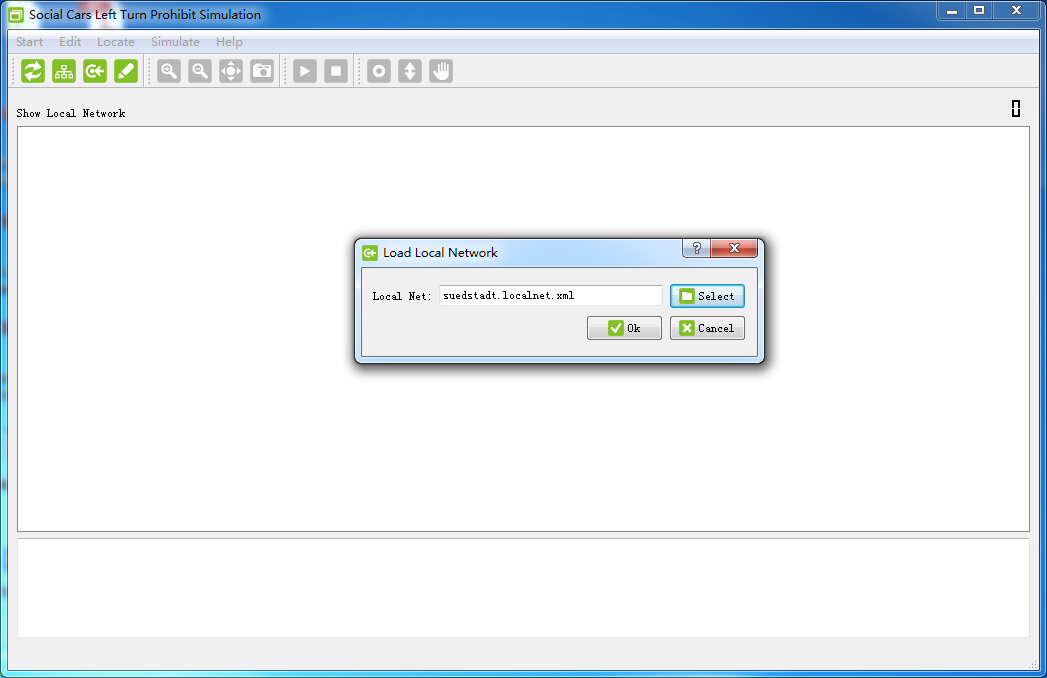 Social Cars Left Turn Prohibit Simulation
Start Edit Locate Simulate Help
Show Local Network
0
Load Local Network
Local Net: suedstadt.localnet.xml Select
Ok Cancel